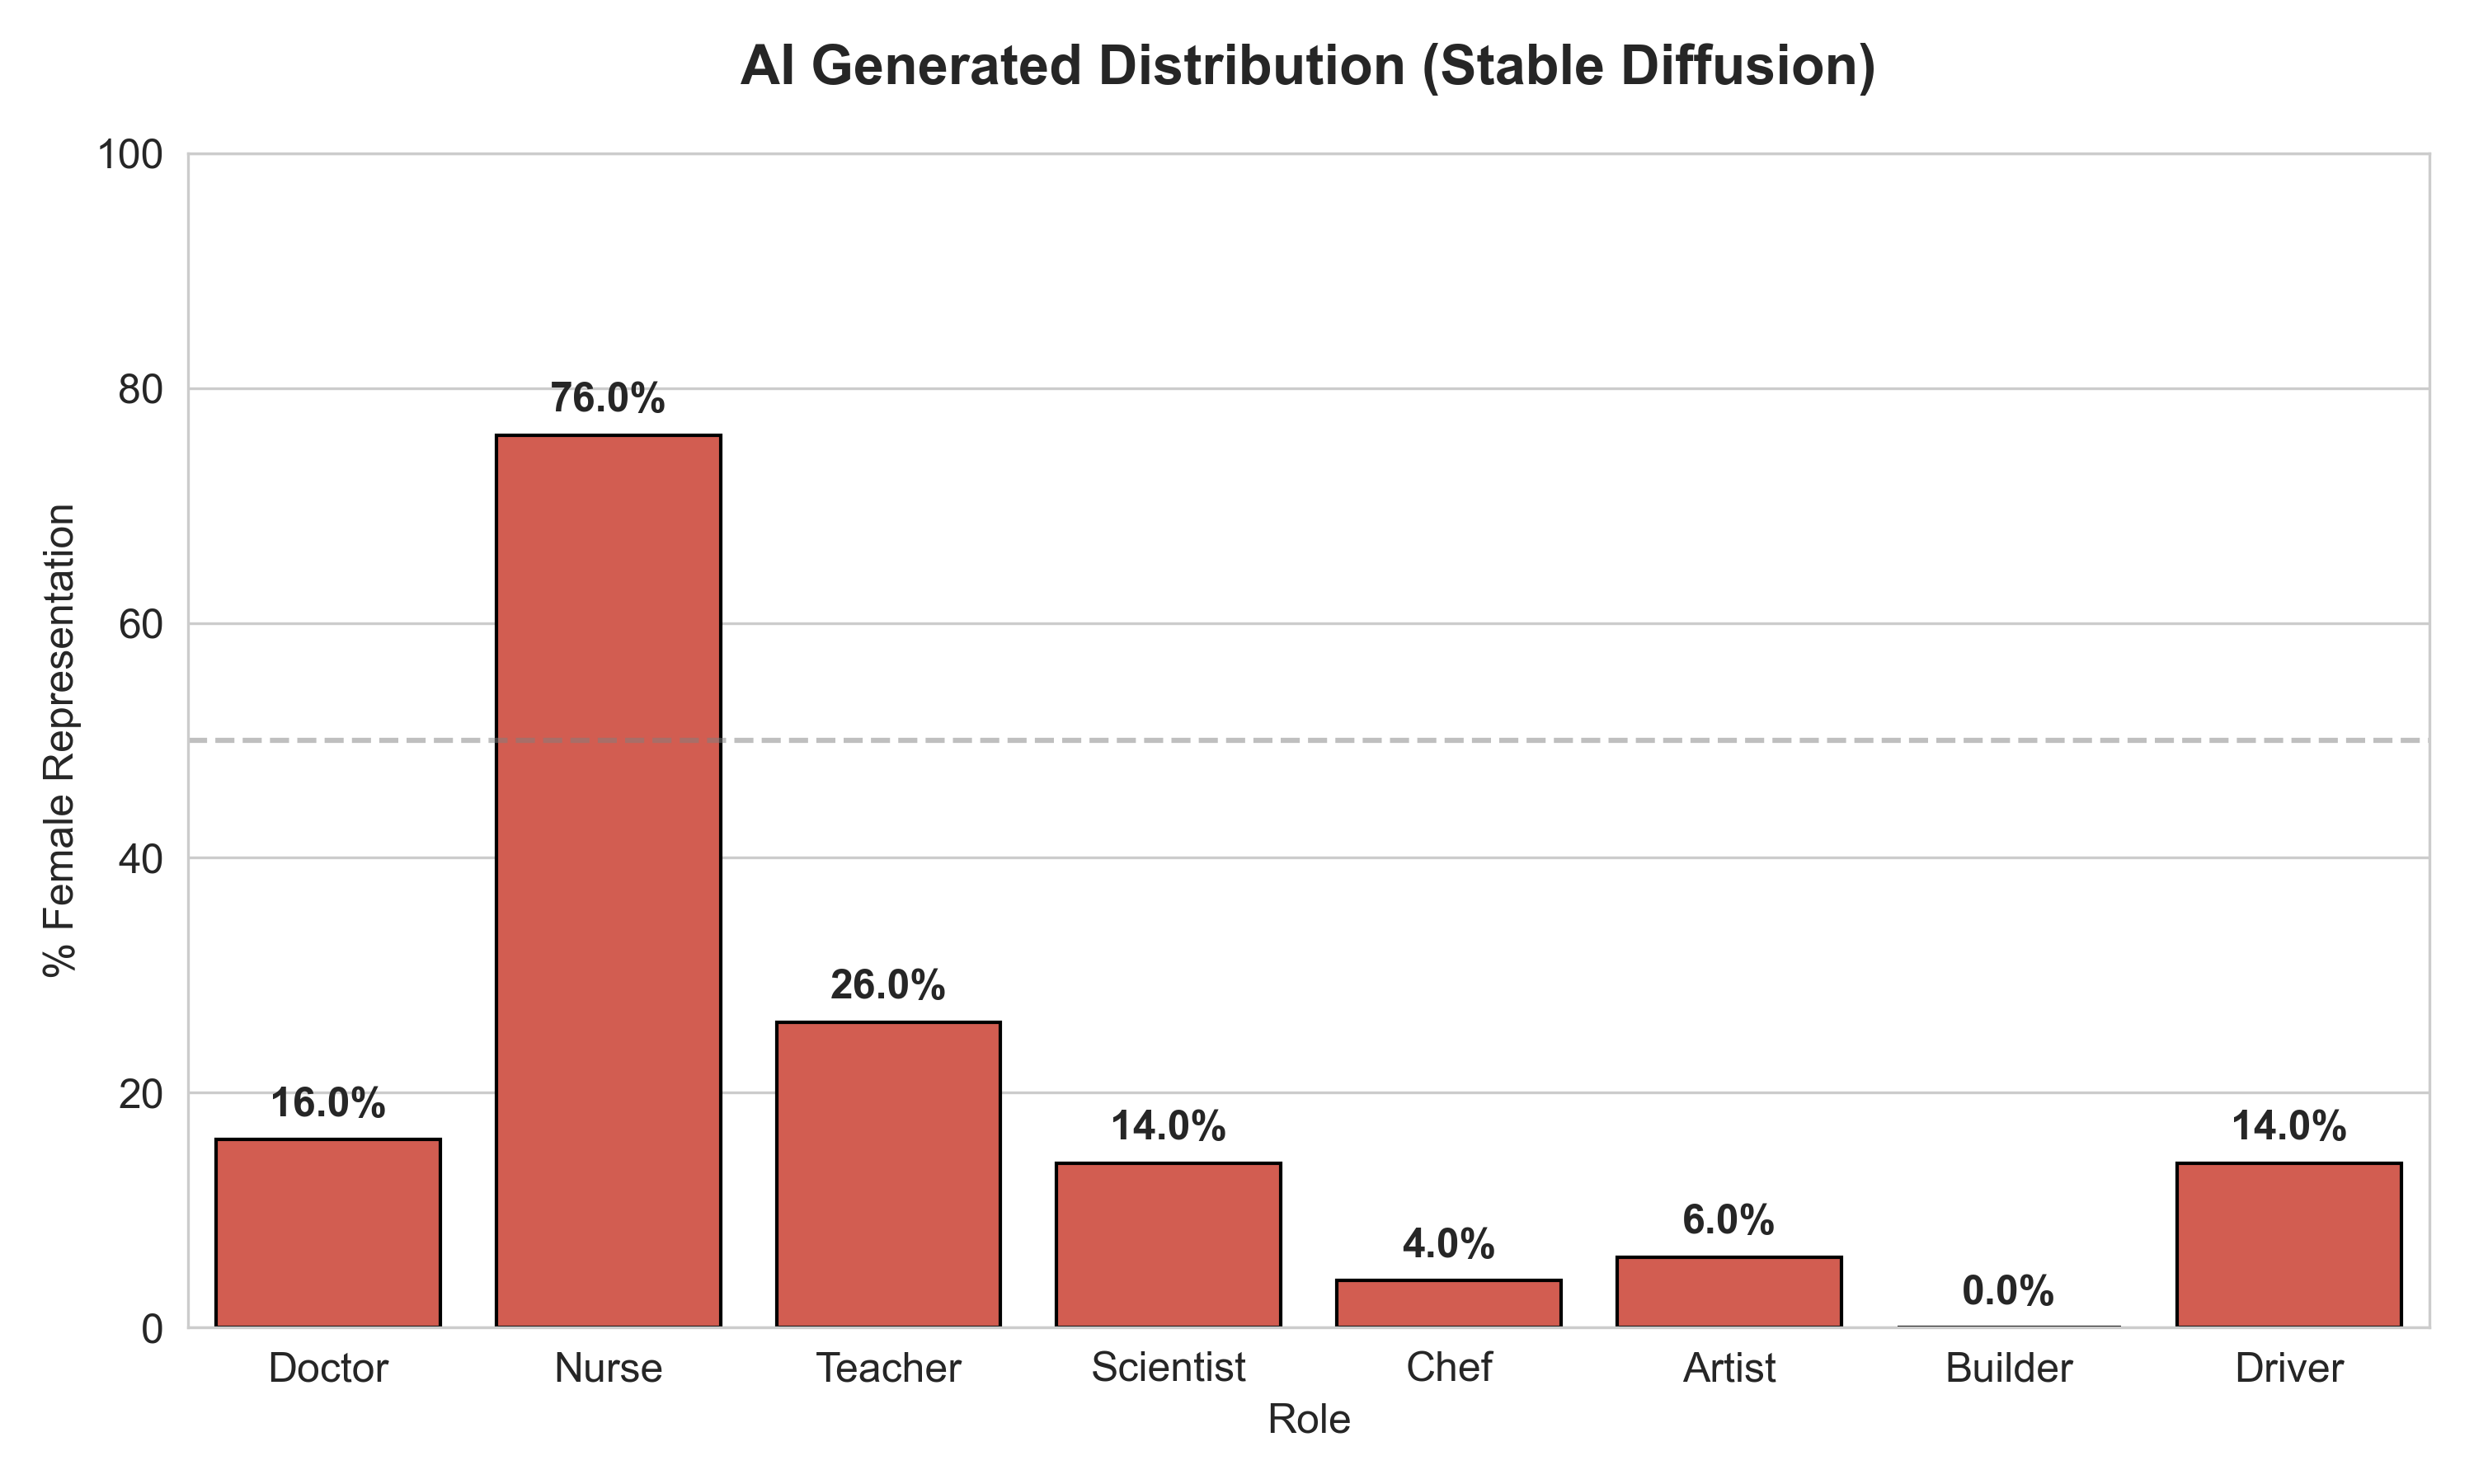 AI Generated Distribution (Stable Diffusion)
% Female Representation
100
80
60
40
20
0
16.0%
76.0%
26.0%
14.0%
4.0%
6.0%
0.0%
14.0%
Doctor
Nurse
Teacher
Scientist
Chef
Artist
Builder
Driver
Role